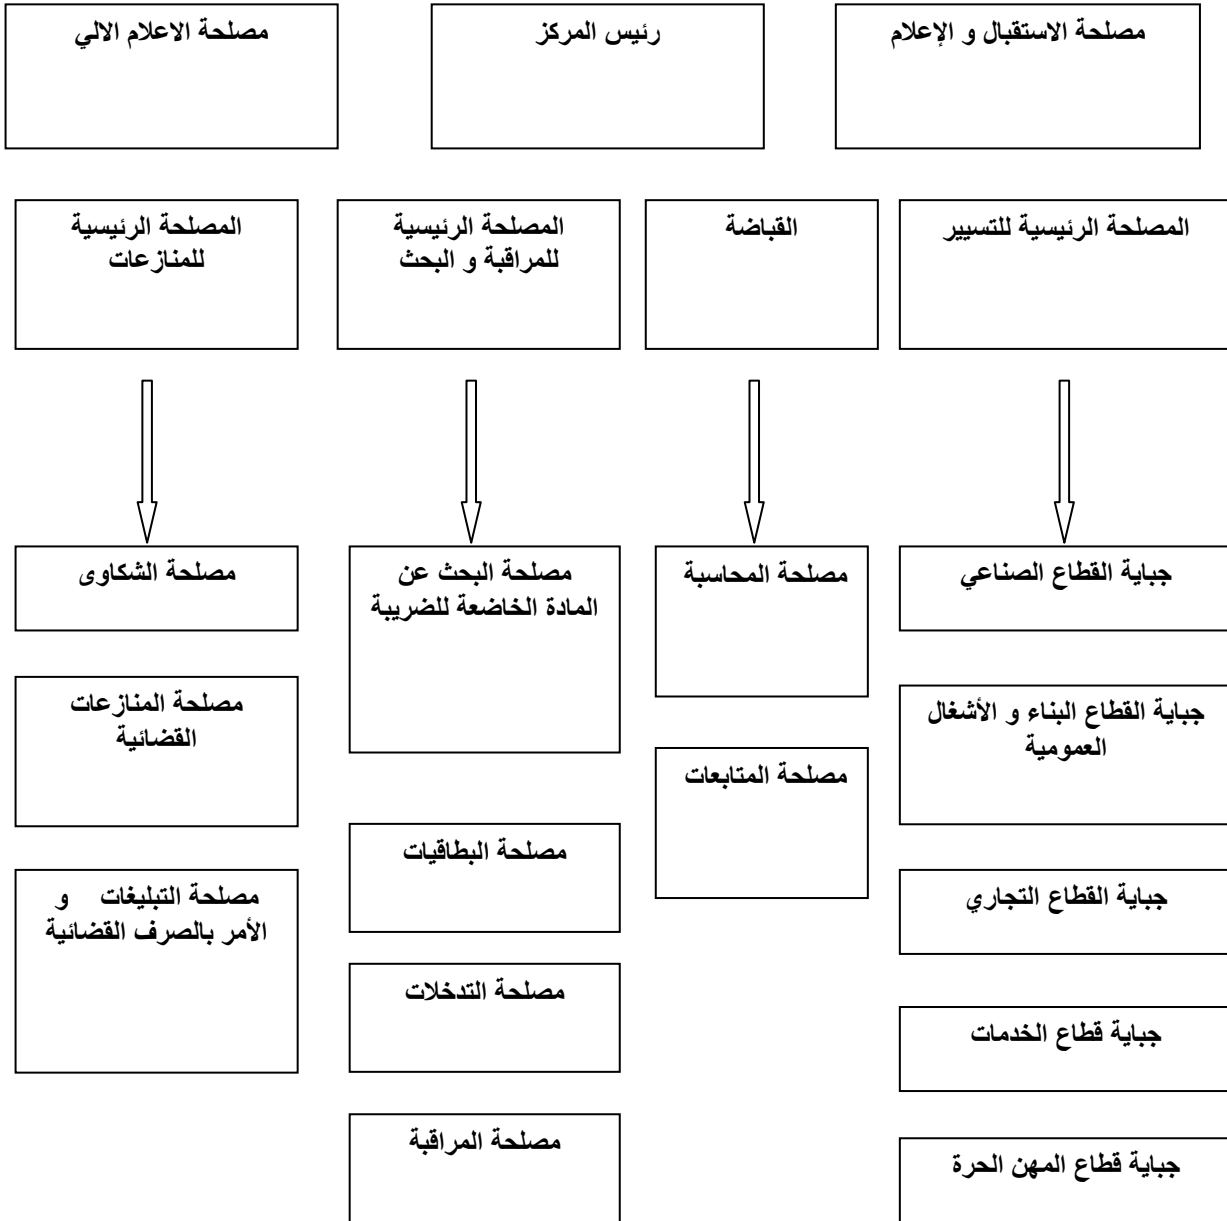 مصلحة الاستقبال و الإعلام
رئيس المركز
مصلحة الاعلام الالي
المصلحة الرئيسية للتسيير
القباضة
المصلحة الرئيسية
للمراقبة و البحث
المصلحة الرئيسية
للمنازعات
جباية القطاع الصناعي
مصلحة المحاسبة
مصلحة البحث عن
المادة الخاضعة للضريبة
مصلحة الشكاوى
جباية القطاع البناء و الأشغال
العمومية
مصلحة المتابعات
مصلحة المنازعات
القضائية
جباية القطاع التجاري
مصلحة البطاقيات
مصلحة التبليغات و
الأمر بالصرف القضائية
جباية قطاع الخدمات
مصلحة التدخلات
جباية قطاع المهن الحرة
مصلحة المراقبة